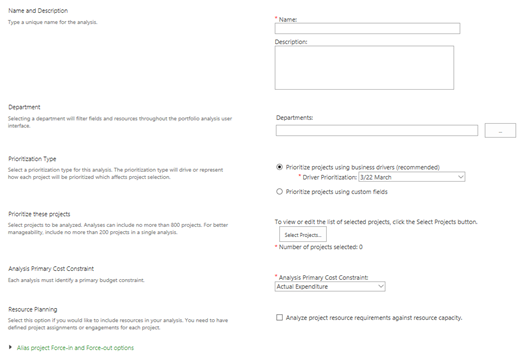 Name and Description
Type a unique name for the analysis.
* Name:
Description:
Department
Selecting a department will filter fields and resources throughout the portfolio analysis user
interface.
Departments:
...
Prioritization Type
Select a prioritization type for this analysis. The prioritization type will drive or represent
how each project will be prioritized which affects project selection.
Prioritize projects using business drivers (recommended)
* Driver Prioritization: 3/22 March
Prioritize projects using custom fields
Prioritize these projects
Select projects to be analyzed. Analyses can include no more than 800 projects. For better
manageability, include no more than 200 projects in a single analysis.
To view or edit the list of selected projects, click the Select Projects button.
Select Projects...
* Number of projects selected: 0
Analysis Primary Cost Constraint
Each analysis must identify a primary budget constraint.
* Analysis Primary Cost Constraint:
Actual Expenditure
Resource Planning
Select this option if you would like to include resources in your analysis. You need to have
defined project assignments or engagements for each project.
Analyze project resource requirements against resource capacity.
Alias project Force-in and Force-out options